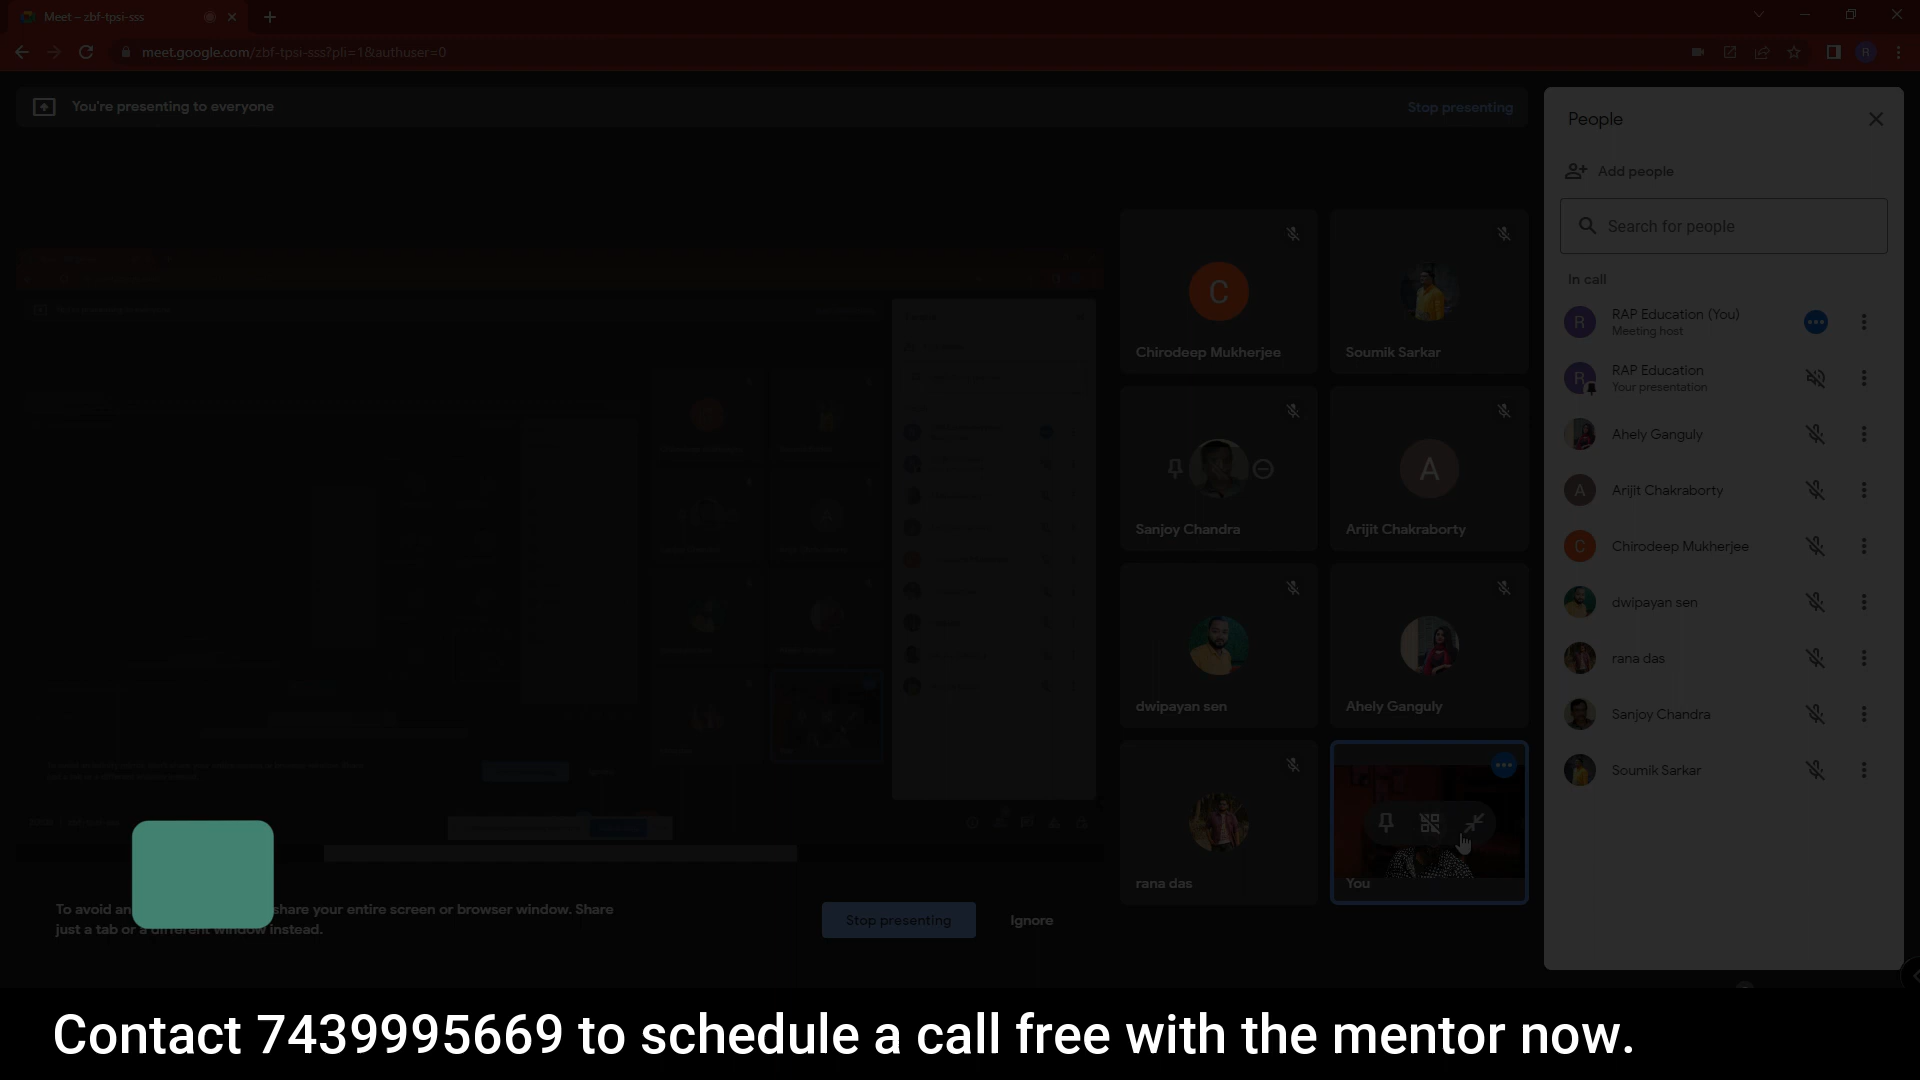 Meet – zbf-tpsi-sss
meet.google.com/zbf-tpsi-sss?pli=1&authuser=0
R
You're presenting to everyone
Stop presenting
People
Add people
Search for people
In call
R
RAP Education (You)
Meeting host
R
RAP Education
Your presentation
Ahely Ganguly
A
Arijit Chakraborty
C
Chirodeep Mukherjee
dwipayan sen
rana das
Sanjoy Chandra
Soumik Sarkar
C
Chirodeep Mukherjee
Soumik Sarkar
Sanjoy Chandra
A
Arijit Chakraborty
dwipayan sen
Ahely Ganguly
rana das
You
To avoid an share your entire screen or browser window. Share
just a tab or a different window instead.
Stop presenting
Ignore
Contact 7439995669 to schedule a call free with the mentor now.